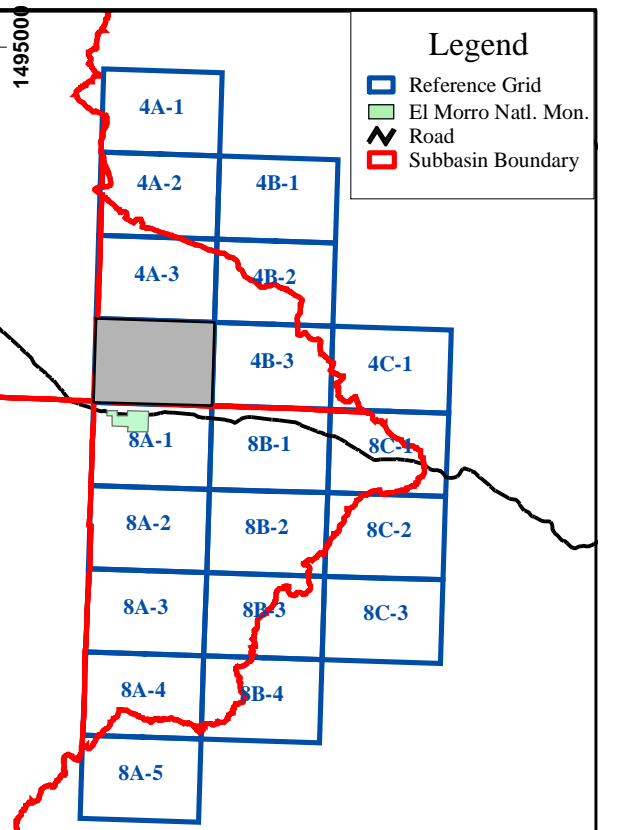 1495000
Legend
Reference Grid
El Morro Natl. Mon.
Road
Subbasin Boundary
4A-1
4A-2 4B-1
4A-3 4B-2
4B-3 4C-1
8A-1 8B-1 8C-1
8A-2 8B-2 8C-2
8A-3 8B-3 8C-3
8A-4 8B-4
8A-5